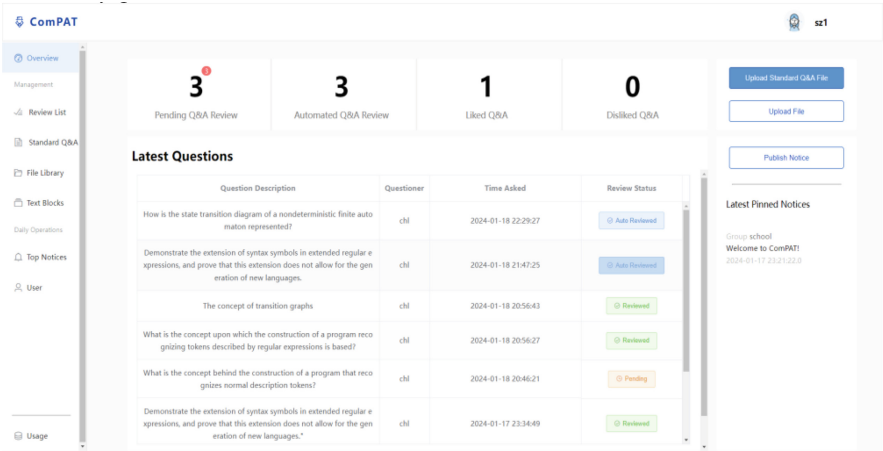 ComPAT
sz1
Overview
Management
Review List
Standard Q&A
File Library
Text Blocks
Daily Operations
Top Notices
User
Usage
3
Pending Q&A Review
3
Automated Q&A Review
1
Liked Q&A
0
Disliked Q&A
Latest Questions
Question Description Questioner Time Asked Review Status
How is the state transition diagram of a nondeterministic finite auto
maton represented?
chl 2024-01-18 22:29:27 Auto Reviewed
Demonstrate the extension of syntax symbols in extended regular e
xpressions, and prove that this extension does not allow for the gen
eration of new languages.
chl 2024-01-18 21:47:25 Auto Reviewed
The concept of transition graphs chl 2024-01-18 20:56:43 Reviewed
What is the concept upon which the construction of a program reco
gnizing tokens described by regular expressions is based?
chl 2024-01-18 20:56:27 Reviewed
What is the concept behind the construction of a program that reco
gnizes normal description tokens?
chl 2024-01-18 20:46:21 Pending
Demonstrate the extension of syntax symbols in extended regular e
xpressions, and prove that this extension does not allow for the gen
eration of new languages."
chl 2024-01-17 23:34:49 Reviewed
Upload Standard Q&A File
Upload File
Publish Notice
Latest Pinned Notices
Group school
Welcome to ComPAT!
2024-01-17 23:21:22.0